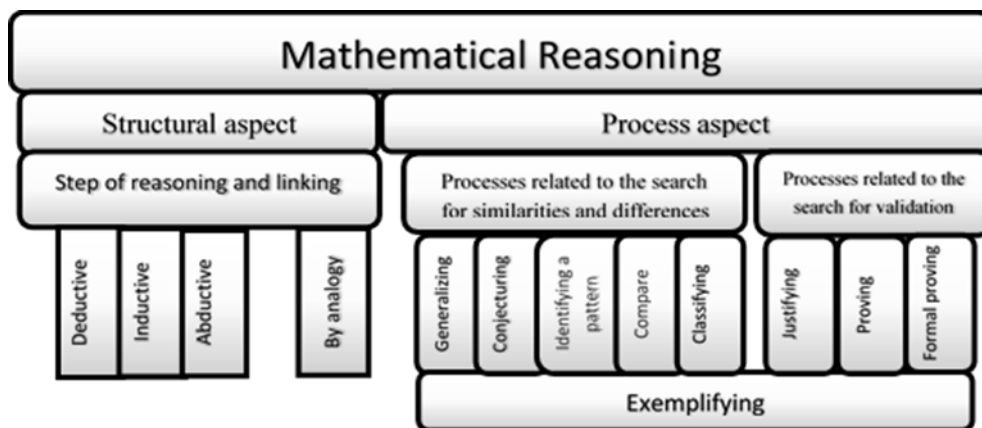 Mathematical Reasoning
Structural aspect
Process aspect
Step of reasoning and linking
Processes related to the search
for similarities and differences
Processes related to the
search for validation
Deductive
Inductive
Abductive
By analogy
Generalizing
Conjecturing
Identifying a
pattern
Compare
Classifying
Justifying
Proving
Formal proving
Exemplifying